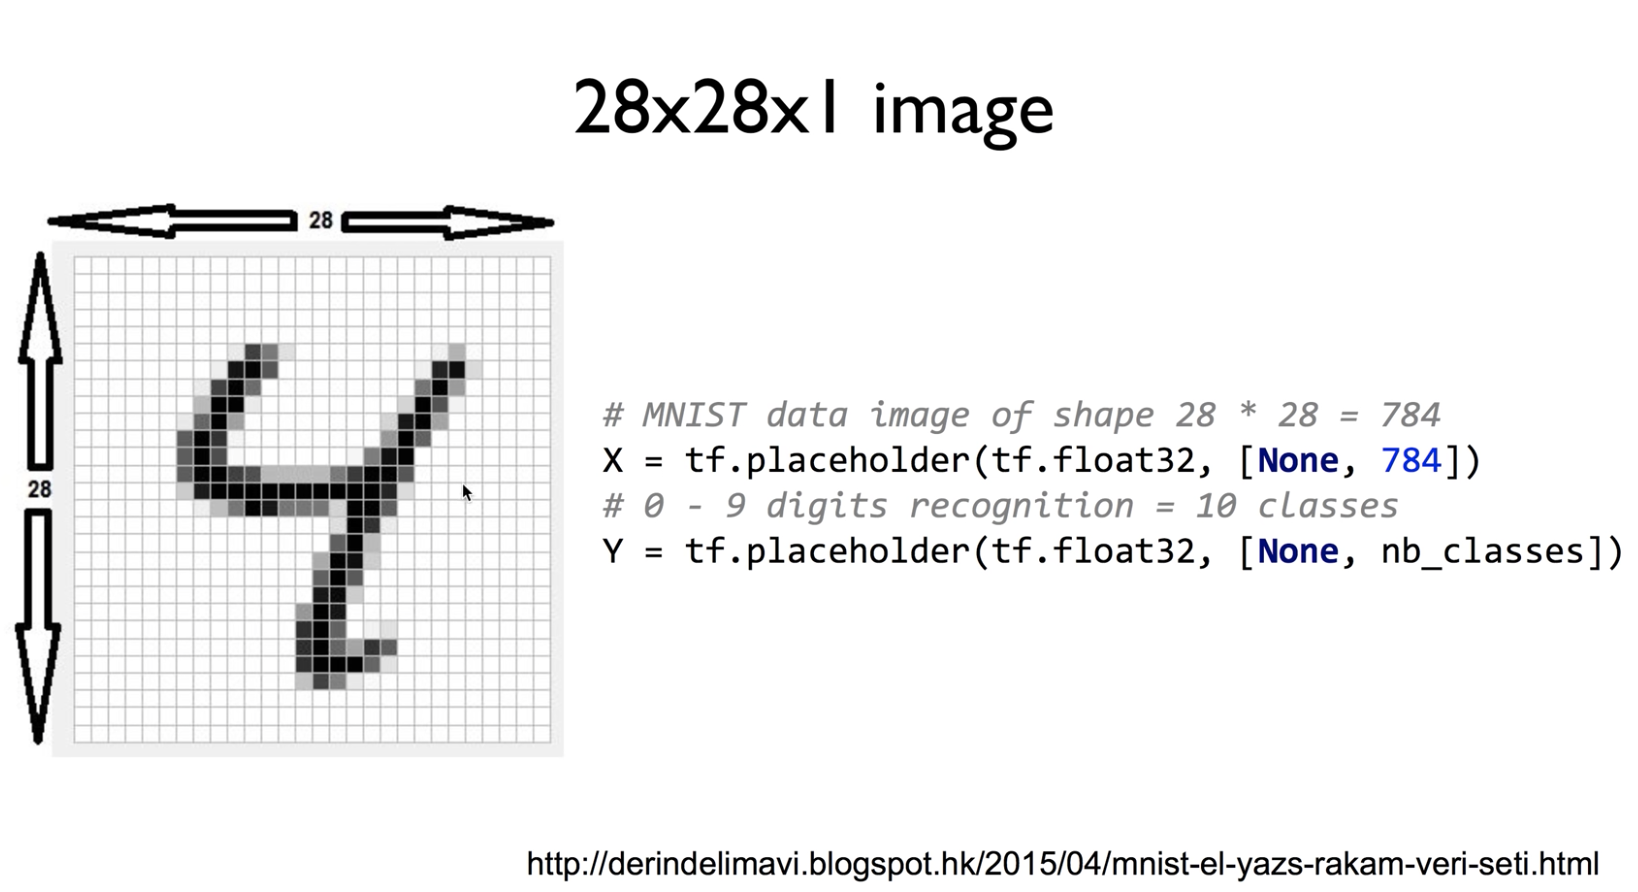 28x28x1 image
28
28
# MNIST data image of shape 28 * 28 = 784
X = tf.placeholder(tf.float32, [None, 784])
# 0 - 9 digits recognition = 10 classes
Y = tf.placeholder(tf.float32, [None, nb_classes])
http://derindelimavi.blogspot.hk/2015/04/mnist-el-yazs-rakam-veri-seti.html